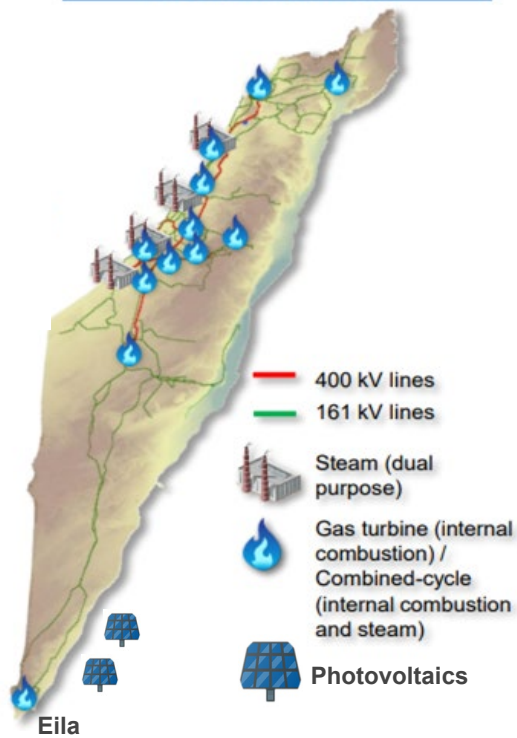 400 kV lines
161 kV lines
Steam (dual
purpose)
Gas turbine (internal
combustion) /
Combined-cycle
(internal combustion
and steam)
Photovoltaics
Eila